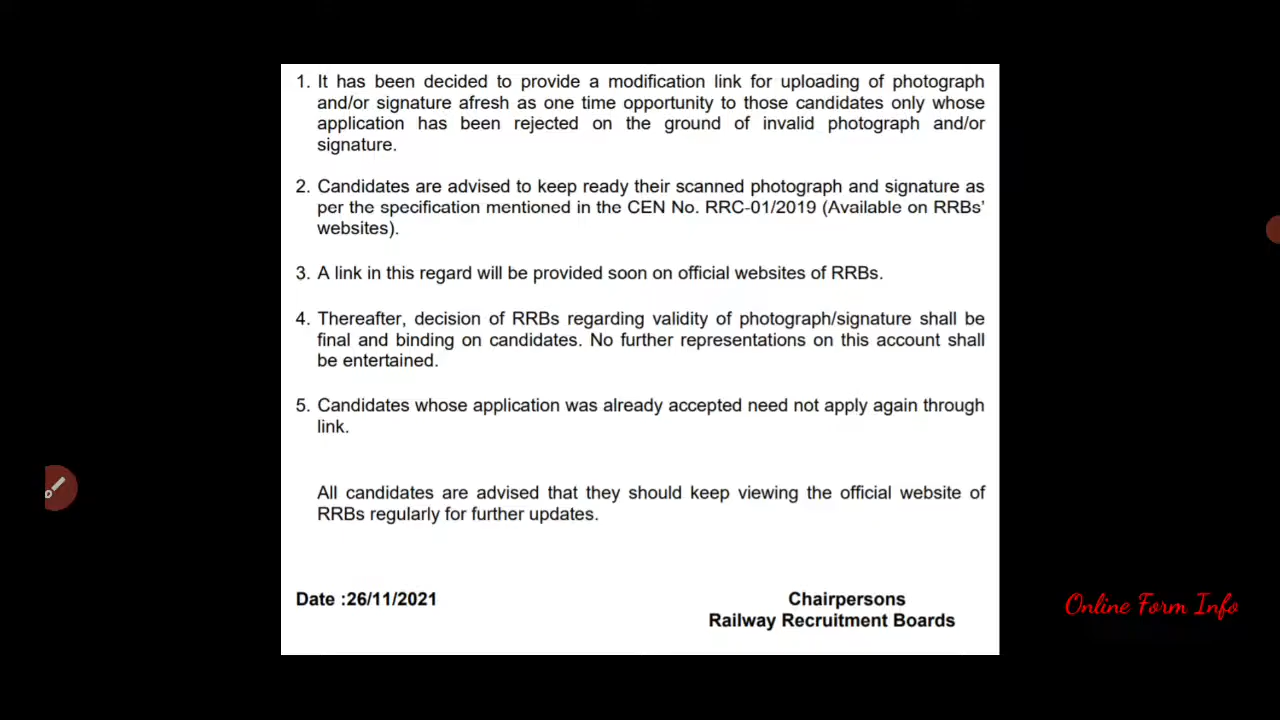 1. It has been decided to provide a modification link for uploading of photograph
and/or signature afresh as one time opportunity to those candidates only whose
application has been rejected on the ground of invalid photograph and/or
signature.
2. Candidates are advised to keep ready their scanned photograph and signature as
per the specification mentioned in the CEN No. RRC-01/2019 (Available on RRBs'
websites).
3. A link in this regard will be provided soon on official websites of RRBs.
4. Thereafter, decision of RRBs regarding validity of photograph/signature shall be
final and binding on candidates. No further representations on this account shall
be entertained.
5. Candidates whose application was already accepted need not apply again through
link.
All candidates are advised that they should keep viewing the official website of
RRBs regularly for further updates.
Date :26/11/2021
Chairpersons
Railway Recruitment Boards
Online Form Info